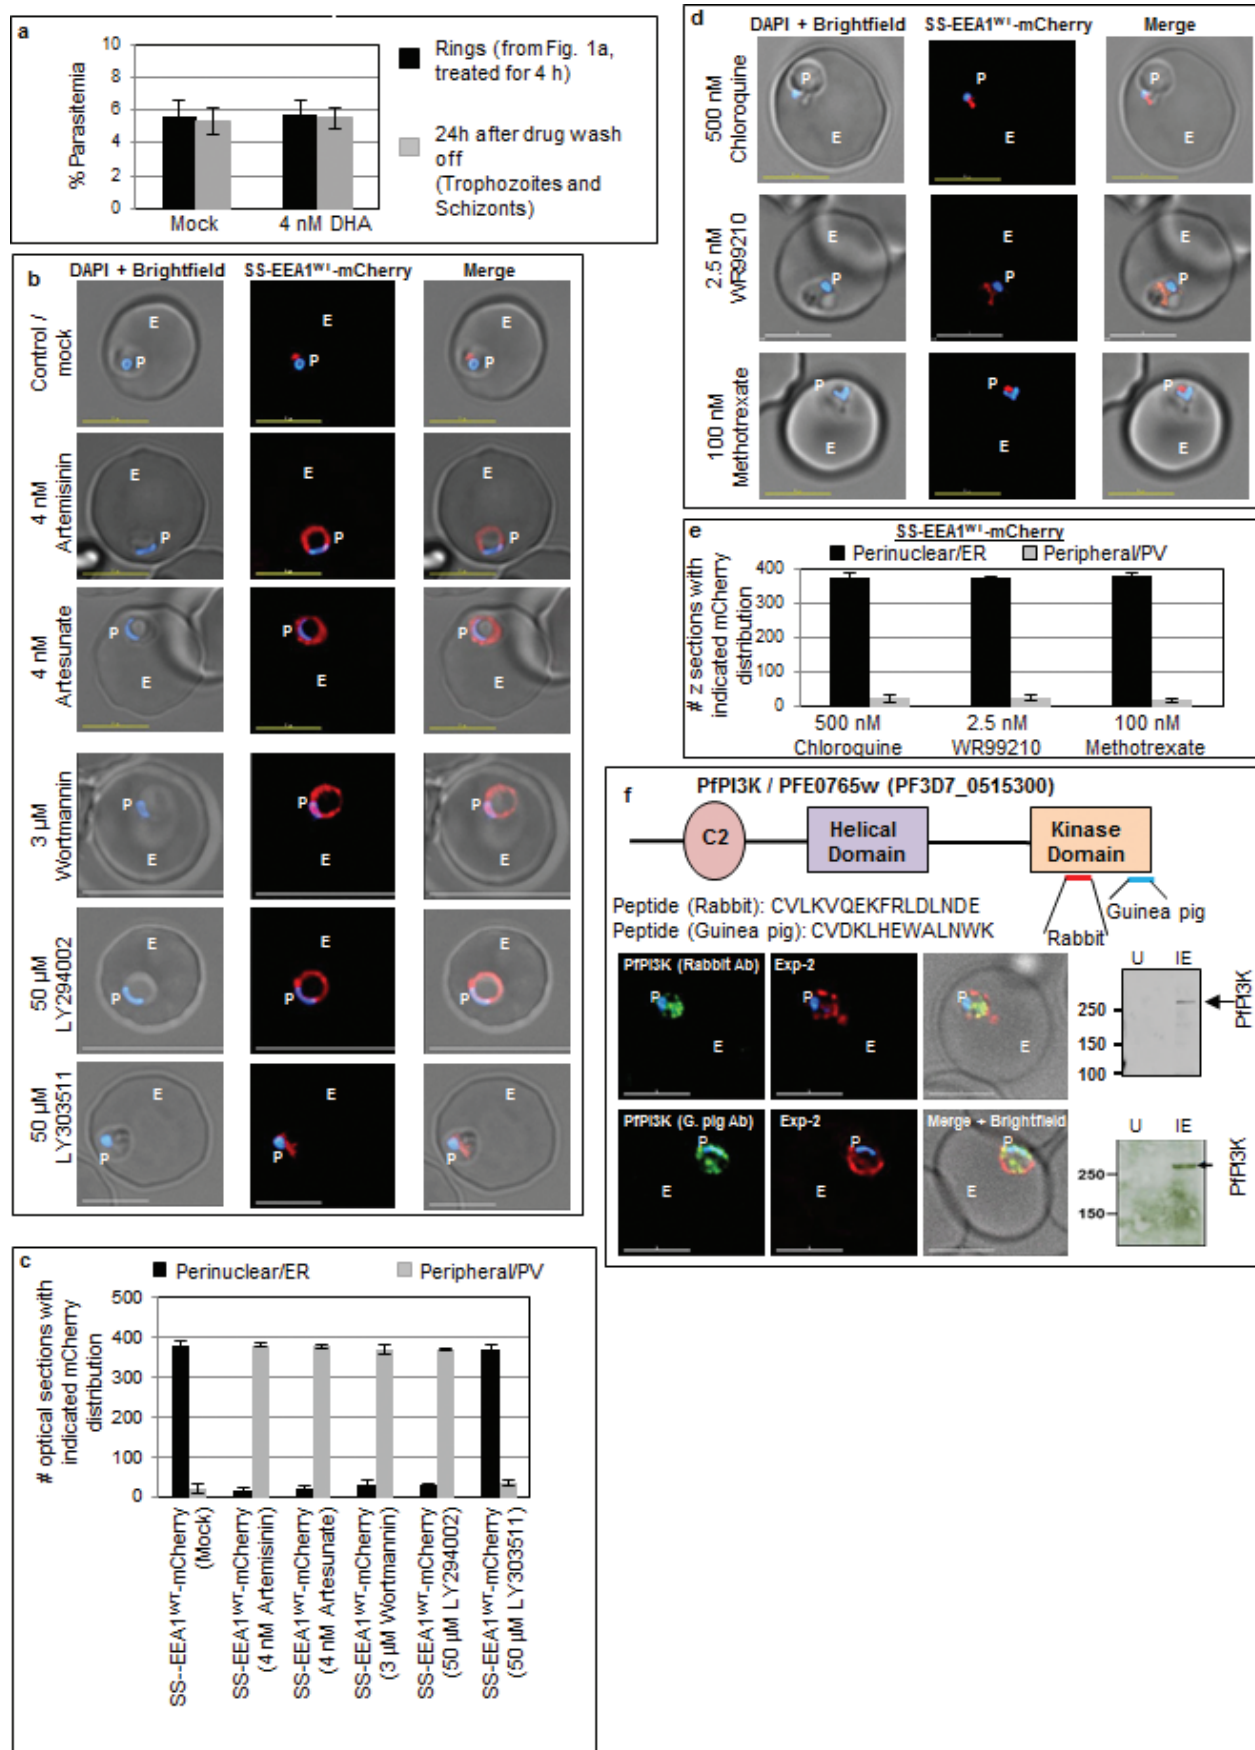 a
% Parasitemia
10
8
6
4
2
0
Mock
4 nM DHA
Rings (from Fig. 1a,
treated for 4 h)
24h after drug wash
off
(Trophozoites and
Schizonts)
b
DAPI + Brightfield
SS-EEA1ᵂᵀ-mCherry
Merge
Control /
mock
E
P
E
P
E
P
4 nM
Artemisinin
E
P
E
P
E
P
4 nM
Artesunate
P
E
P
E
P
E
3 µM
Wortmannin
P
E
P
E
P
E
50 µM
LY294002
E
P
E
P
E
P
50 µM
LY303511
E
P
E
P
E
P
c
Perinuclear/ER
Peripheral/PV
# optical sections with
indicated mCherry
distribution
500
400
300
200
100
0
SS--EEA1ᵂᵀ-mCherry
(Mock)
SS-EEA1ᵂᵀ-mCherry
(4 nM Artemisinin)
SS-EEA1ᵂᵀ-mCherry
(4 nM Artesunate)
SS-EEA1ᵂᵀ-mCherry
(3 µM Wortmannin)
SS-EEA1ᵂᵀ-mCherry
(50 µM LY294002)
SS-EEA1ᵂᵀ-mCherry
(50 µM LY303511)
d
DAPI + Brightfield
SS-EEA1ᵂᵀ-mCherry
Merge
500 nM
Chloroquine
P
E
P
E
P
E
2.5 nM
WR99210
E
P
E
P
E
P
100 nM
Methotrexate
P
E
P
E
P
E
e
SS-EEA1ᵂᵀ-mCherry
Perinuclear/ER
Peripheral/PV
# z sections with
indicated mCherry
distribution
400
300
200
100
0
500 nM
Chloroquine
2.5 nM
WR99210
100 nM
Methotrexate
f
PfPI3K / PFE0765w (PF3D7_0515300)
C2
Helical
Domain
Kinase
Domain
Guinea pig
Rabbit
Peptide (Rabbit): CVLKVQEKFRLDLNDE
Peptide (Guinea pig): CVDKLHEWALNWK
PfPI3K (Rabbit Ab)
Exp-2
P
E
P
E
P
E
U
IE
250
150
100
PfPI3K
PfPI3K (G. pig Ab)
Exp-2
Merge + Brightfield
P
E
P
E
P
E
U
IE
250
150
PfPI3K